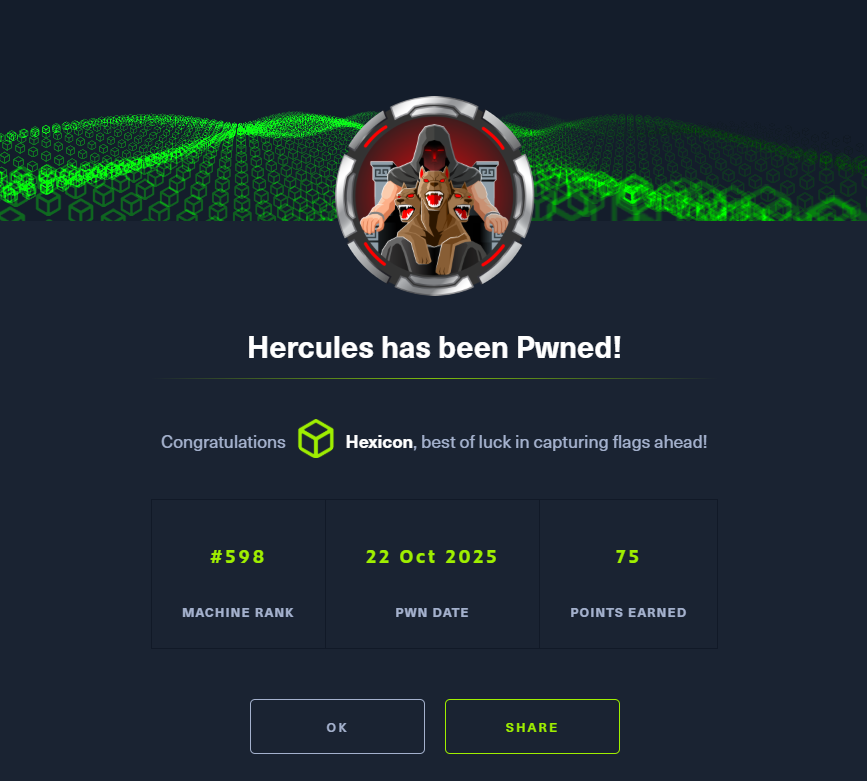 Hercules has been Pwned!
Congratulations Hexicon, best of luck in capturing flags ahead!
#598 22 Oct 2025 75
MACHINE RANK PWN DATE POINTS EARNED
OK SHARE